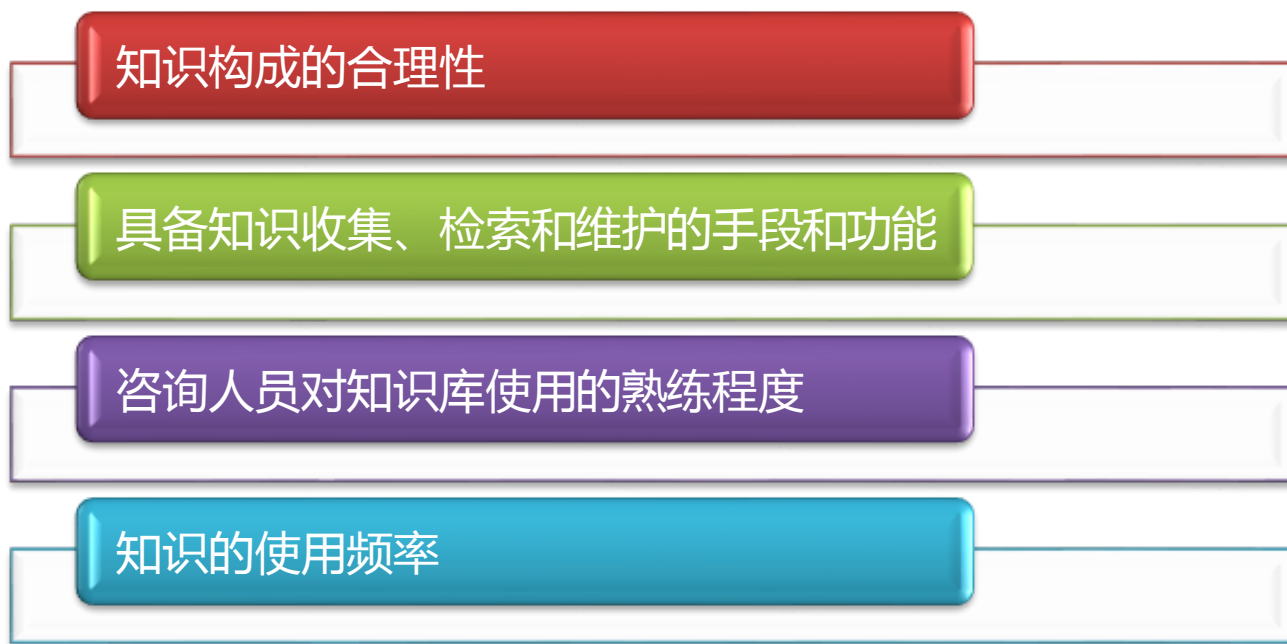 知识构成的合理性
具备知识收集、检索和维护的手段和功能
咨询人员对知识库使用的熟练程度
知识的使用频率